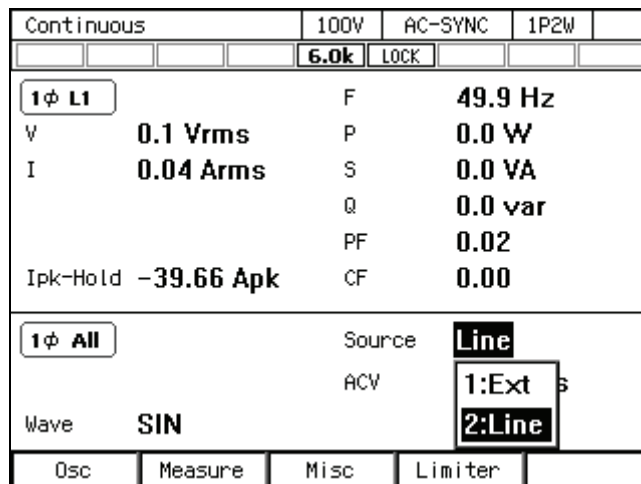 Continuous 100V AC-SYNC 1P2W
6.0k LOCK
1ϕ L1 F 49.9 Hz
V 0.1 Vrms P 0.0 W
I 0.04 Arms S 0.0 VA
Q 0.0 var
PF 0.02
Ipk-Hold -39.66 Apk CF 0.00
1ϕ All Source Line
ACV 1:Ext s
Wave SIN 2:Line
Osc Measure Misc Limiter